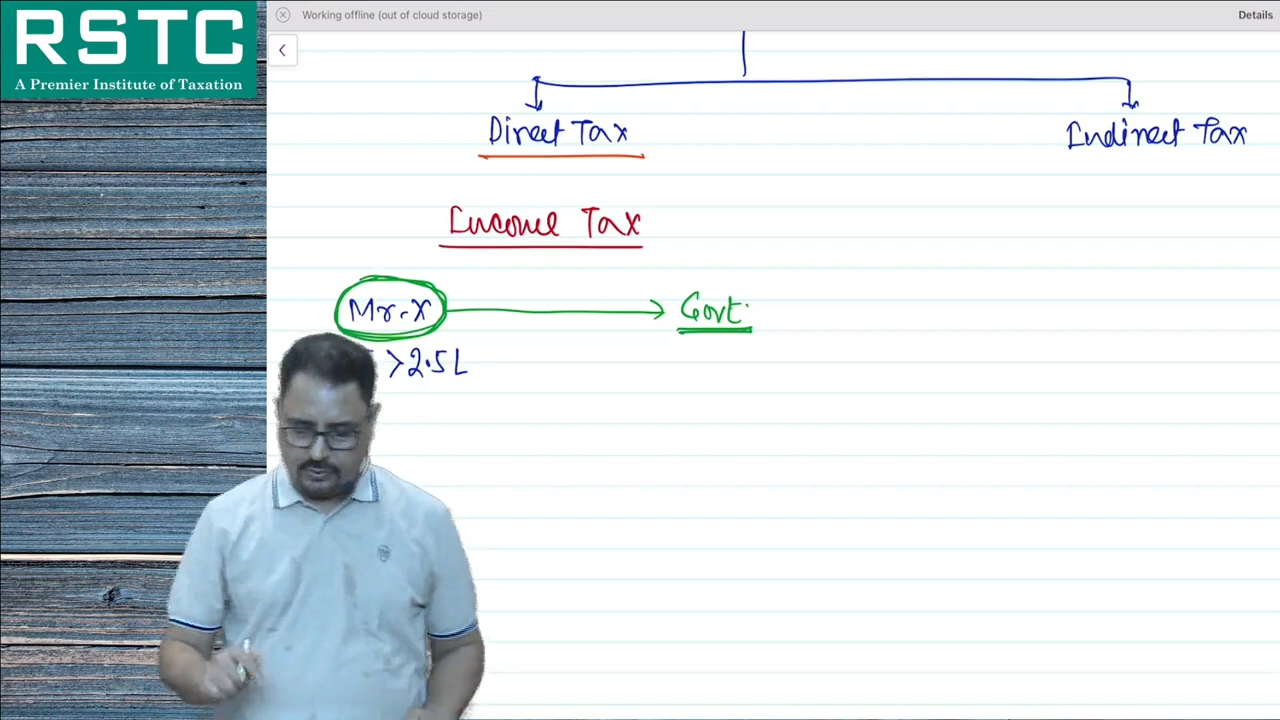 RSTC
A Premier Institute of Taxation
Working offline (out of cloud storage)
Details
Direct Tax
Indirect Tax
Income Tax
Mr. X
Govt.
>2.5L